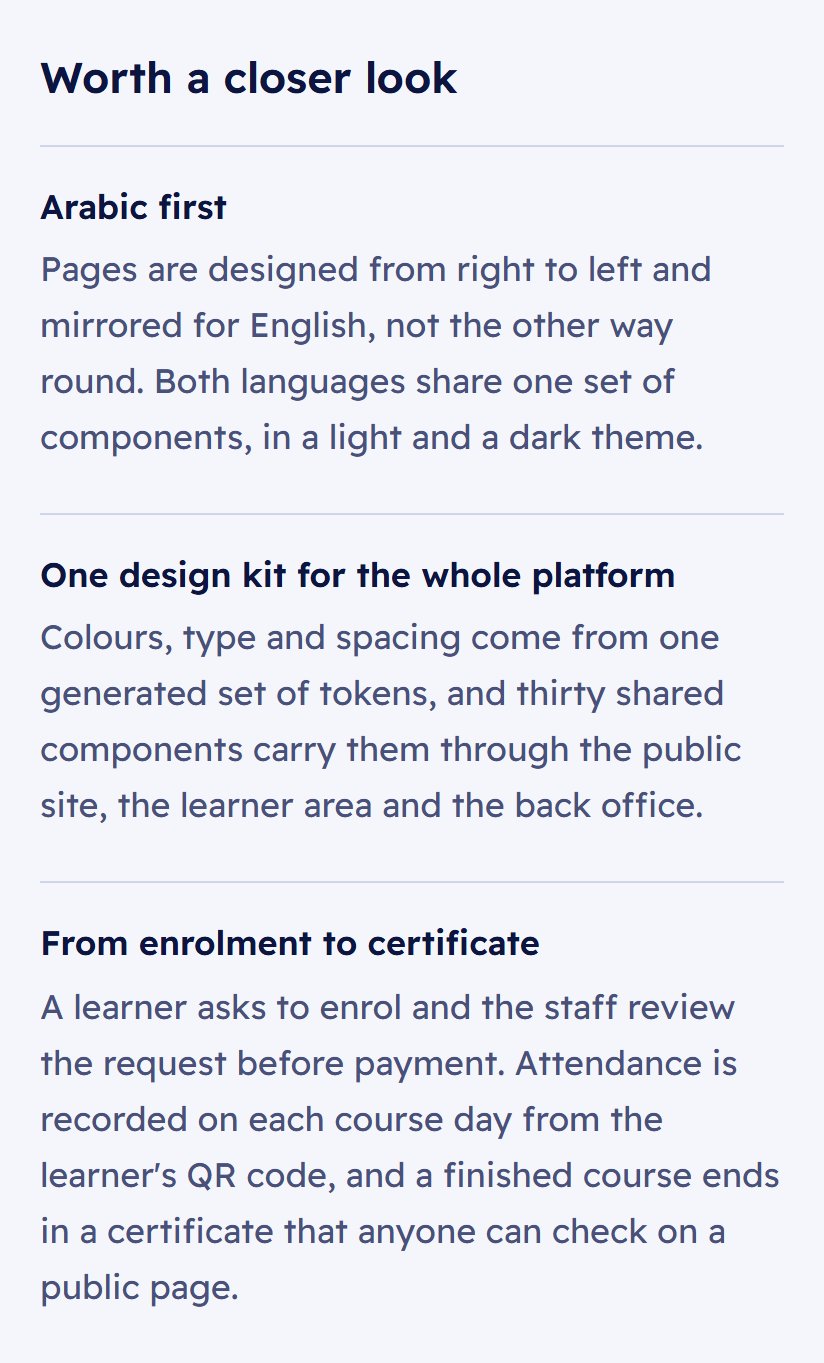 Worth a closer look
Arabic first
Pages are designed from right to left and
mirrored for English, not the other way
round. Both languages share one set of
components, in a light and a dark theme.
One design kit for the whole platform
Colours, type and spacing come from one
generated set of tokens, and thirty shared
components carry them through the public
site, the learner area and the back office.
From enrolment to certificate
A learner asks to enrol and the staff review
the request before payment. Attendance is
recorded on each course day from the
learner's QR code, and a finished course ends
in a certificate that anyone can check on a
public page.